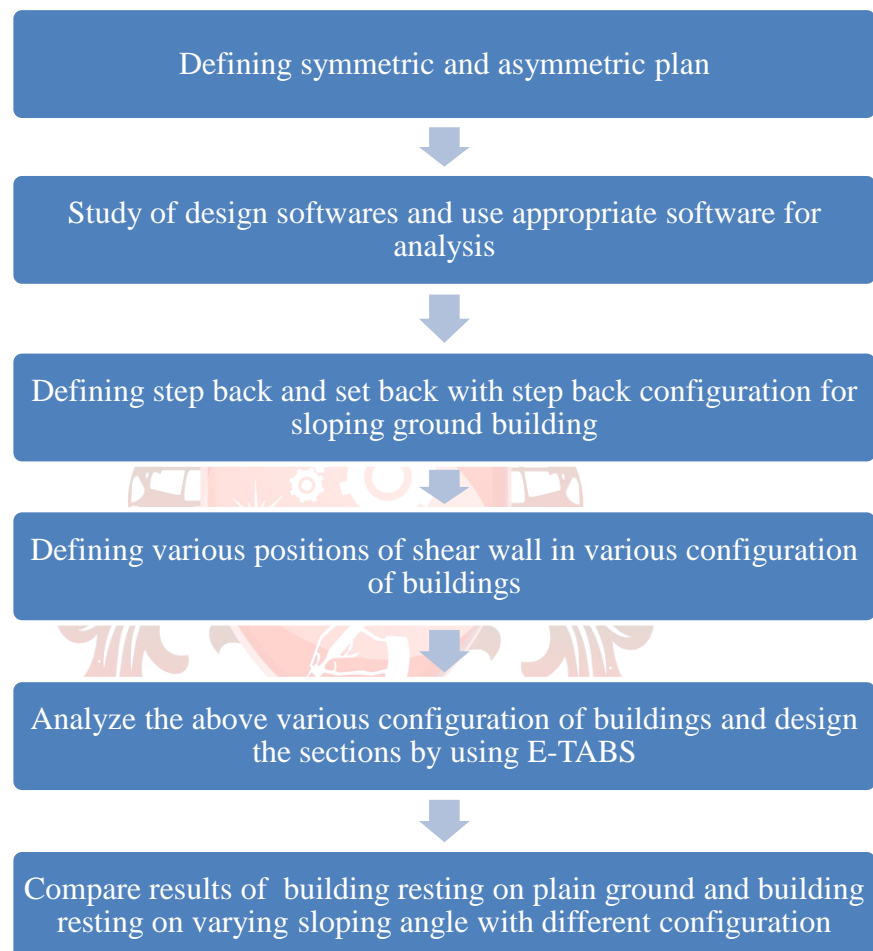 Defining symmetric and asymmetric plan
Study of design softwares and use appropriate software for
analysis
Defining step back and set back with step back configuration for
sloping ground building
Defining various positions of shear wall in various configuration
of buildings
Analyze the above various configuration of buildings and design
the sections by using E-TABS
Compare results of building resting on plain ground and building
resting on varying sloping angle with different configuration